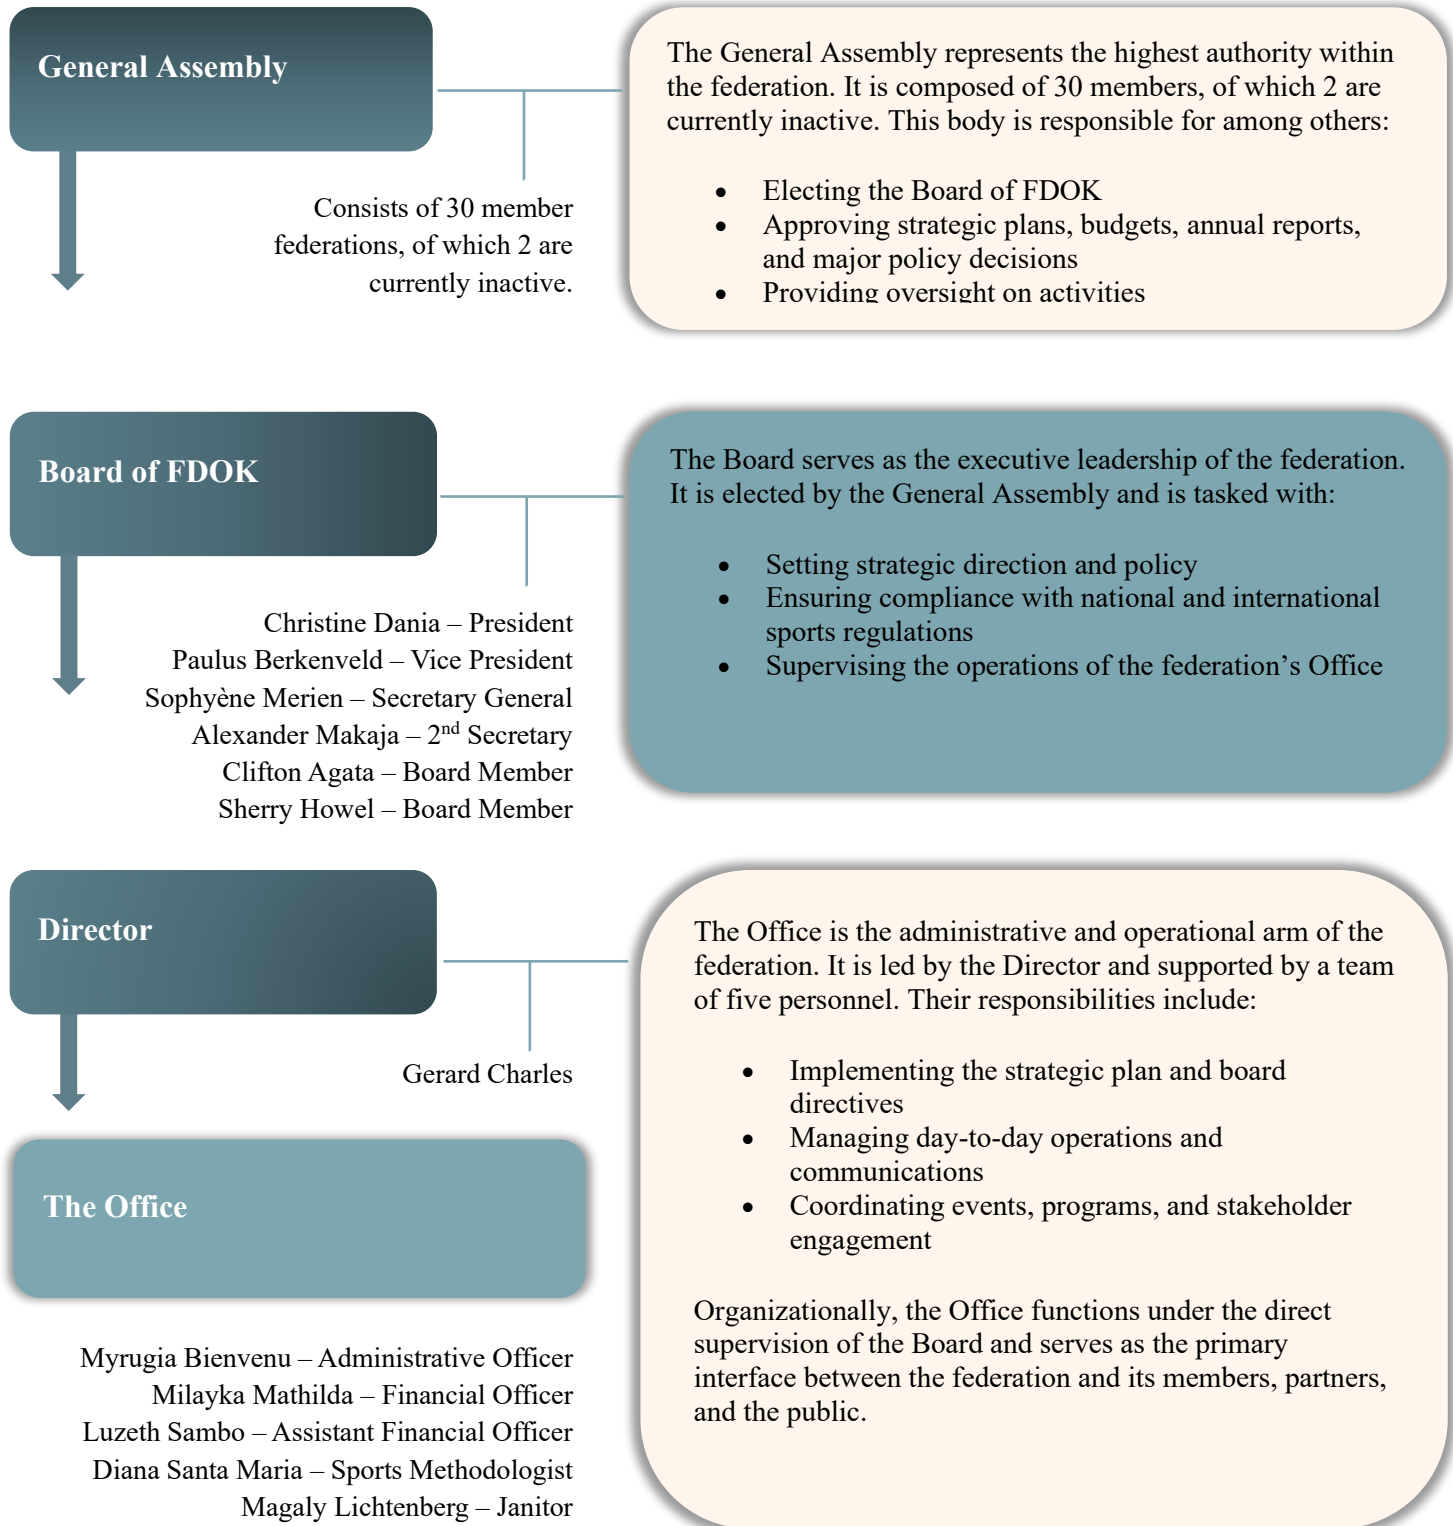 General Assembly
The General Assembly represents the highest authority within
the federation. It is composed of 30 members, of which 2 are
currently inactive. This body is responsible for among others:
• Electing the Board of FDOK
• Approving strategic plans, budgets, annual reports,
and major policy decisions
• Providing oversight on activities
Consists of 30 member
federations, of which 2 are
currently inactive.
Board of FDOK
The Board serves as the executive leadership of the federation.
It is elected by the General Assembly and is tasked with:
• Setting strategic direction and policy
• Ensuring compliance with national and international
sports regulations
• Supervising the operations of the federation’s Office
Christine Dania – President
Paulus Berkenveld – Vice President
Sophyène Merien – Secretary General
Alexander Makaja – 2nd Secretary
Clifton Agata – Board Member
Sherry Howel – Board Member
Director
Gerard Charles
The Office is the administrative and operational arm of the
federation. It is led by the Director and supported by a team
of five personnel. Their responsibilities include:
• Implementing the strategic plan and board
directives
• Managing day-to-day operations and
communications
• Coordinating events, programs, and stakeholder
engagement
Organizationally, the Office functions under the direct
supervision of the Board and serves as the primary
interface between the federation and its members, partners,
and the public.
The Office
Myrugia Bienvenu – Administrative Officer
Milayka Mathilda – Financial Officer
Luzeth Sambo – Assistant Financial Officer
Diana Santa Maria – Sports Methodologist
Magaly Lichtenberg – Janitor